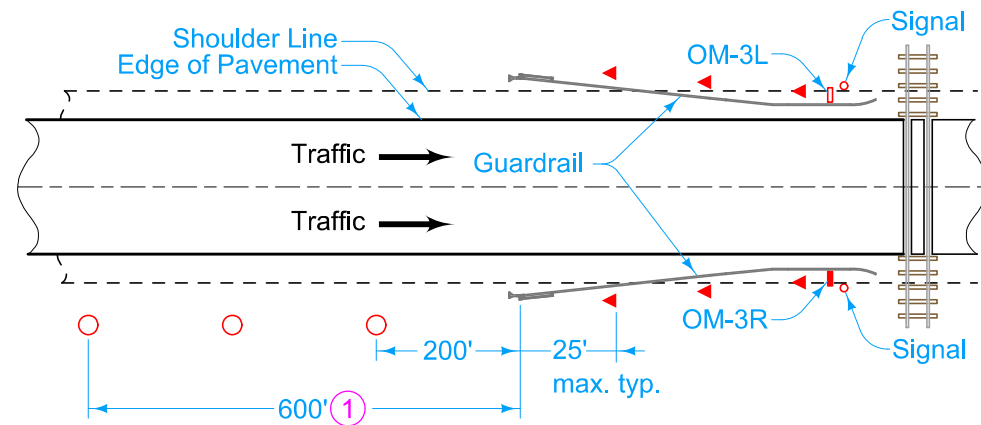 Shoulder Line
Edge of Pavement
Signal
OM-3L
Traffic
Guardrail
Traffic
OM-3R
Signal
200'
25'
max. typ.
600' 1